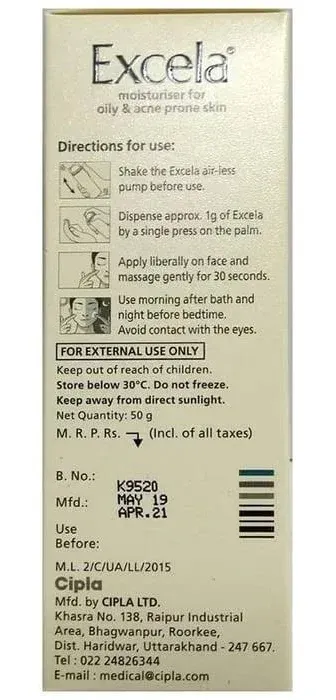 Excela®
moisturiser for
oily & acne prone skin
Directions for use:
Shake the Excela air-less
pump before use.
Dispense approx. 1g of Excela
by a single press on the palm.
Apply liberally on face and
massage gently for 30 seconds.
Use morning after bath and
night before bedtime.
Avoid contact with the eyes.
FOR EXTERNAL USE ONLY
Keep out of reach of children.
Store below 30°C. Do not freeze.
Keep away from direct sunlight.
Net Quantity: 50 g
M. R. P. Rs. (Incl. of all taxes)
B. No.: K9520
Mfd.: MAY 19
Use APR.21
Before:
M.L. 2/C/UA/LL/2015
Cipla
Mfd. by CIPLA LTD.
Khasra No. 138, Raipur Industrial
Area, Bhagwanpur, Roorkee,
Dist. Haridwar, Uttarakhand - 247 667.
Tel : 022 24826344
E-mail : medical@cipla.com